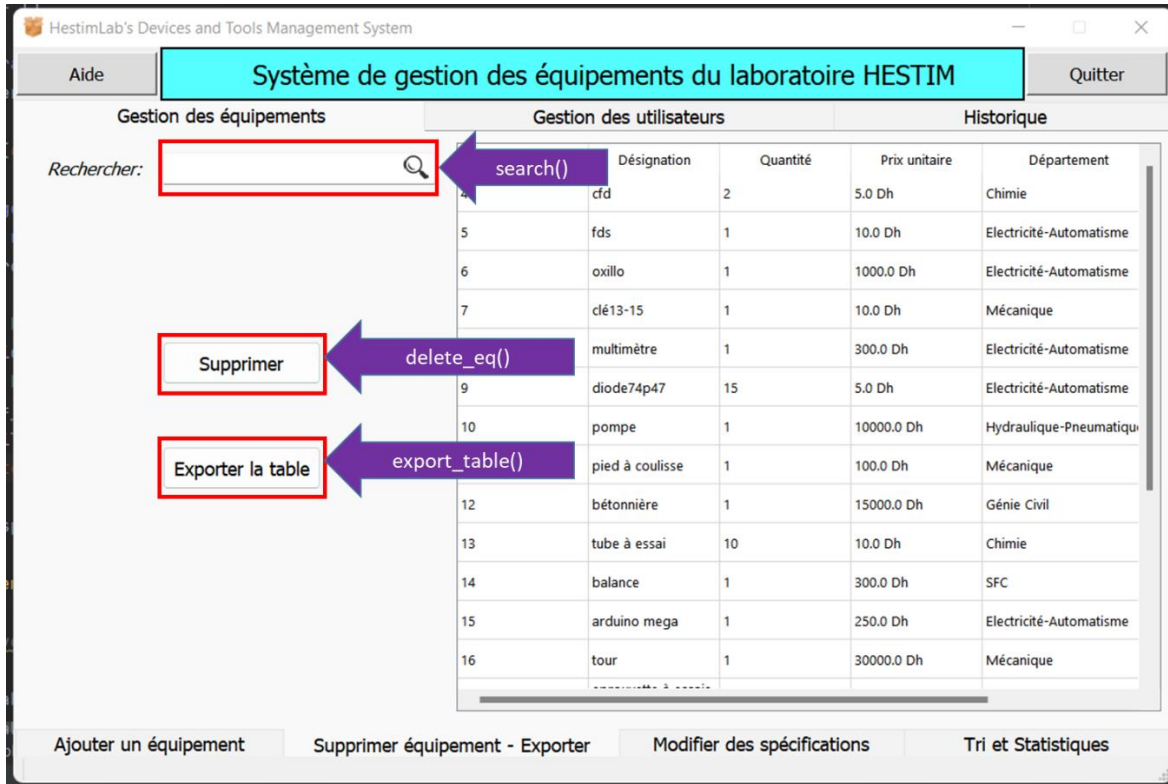 HestimLab's Devices and Tools Management System
Aide
Système de gestion des équipements du laboratoire HESTIM
Quitter
Gestion des équipements
Gestion des utilisateurs
Historique
Rechercher:
search()
Désignation Quantité Prix unitaire Département
4 cfd 2 5.0 Dh Chimie
5 fds 1 10.0 Dh Electricité-Automatisme
6 oxillo 1 1000.0 Dh Electricité-Automatisme
7 clé13-15 1 10.0 Dh Mécanique
Supprimer
delete_eq()
multimètre 1 300.0 Dh Electricité-Automatisme
9 diode74p47 15 5.0 Dh Electricité-Automatisme
10 pompe 1 10000.0 Dh Hydraulique-Pneumatiqu
Exporter la table
export_table()
pied à coulisse 1 100.0 Dh Mécanique
12 bétonnière 1 15000.0 Dh Génie Civil
13 tube à essai 10 10.0 Dh Chimie
14 balance 1 300.0 Dh SFC
15 arduino mega 1 250.0 Dh Electricité-Automatisme
16 tour 1 30000.0 Dh Mécanique
Ajouter un équipement
Supprimer équipement - Exporter
Modifier des spécifications
Tri et Statistiques